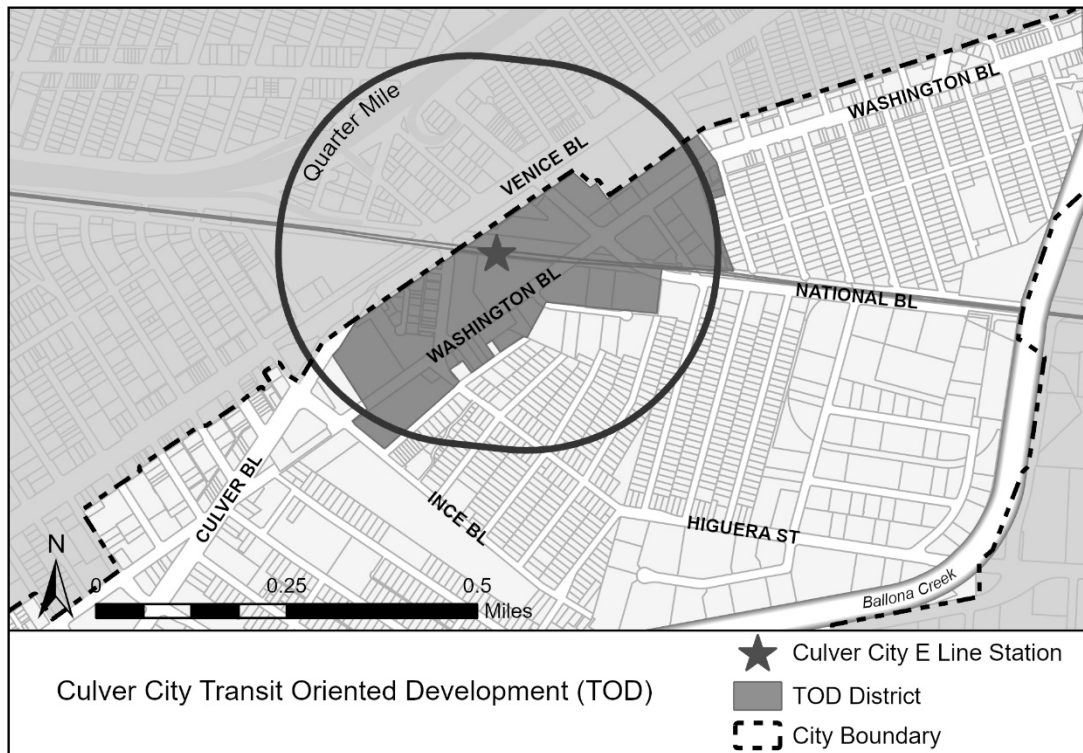 WASHINGTON BL
Quarter Mile
VENICE BL
WASHINGTON BL
NATIONAL BL
CULVER BL
INCE BL
HIGUERA ST
Ballona Creek
N
0 0.25 0.5
Miles
Culver City Transit Oriented Development (TOD)
Culver City E Line Station
TOD District
City Boundary